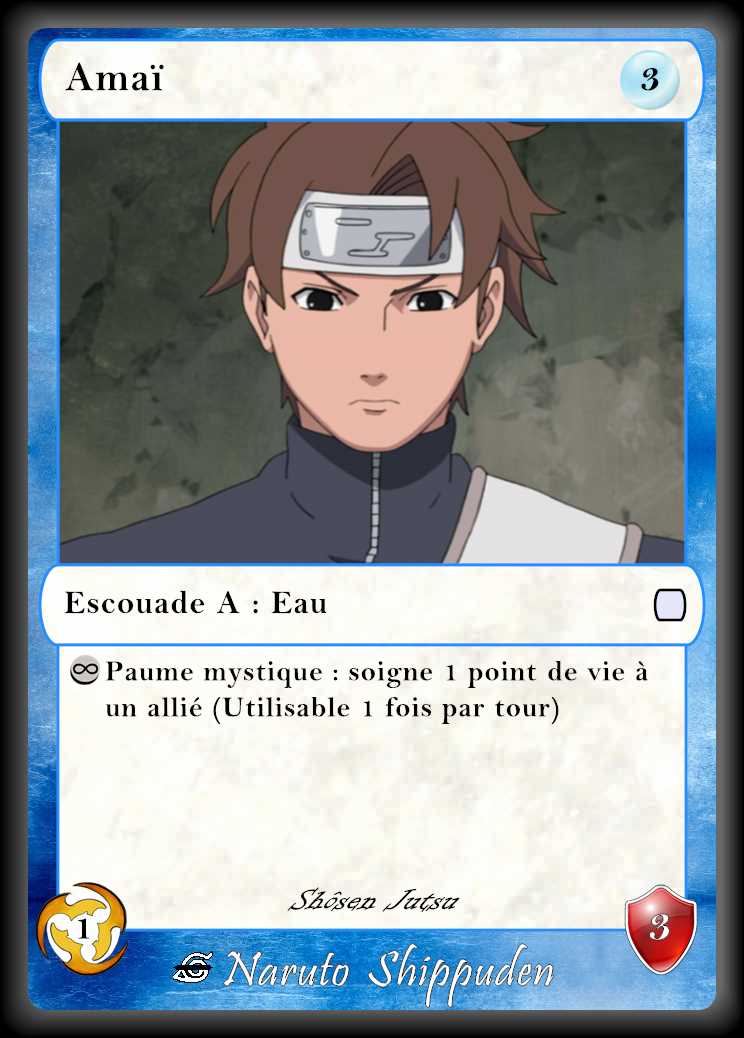 Amaï
3
Escouade A : Eau
∞ Paume mystique : soigne 1 point de vie à
un allié (Utilisable 1 fois par tour)
Shôsen Jutsu
1
3
Naruto Shippuden